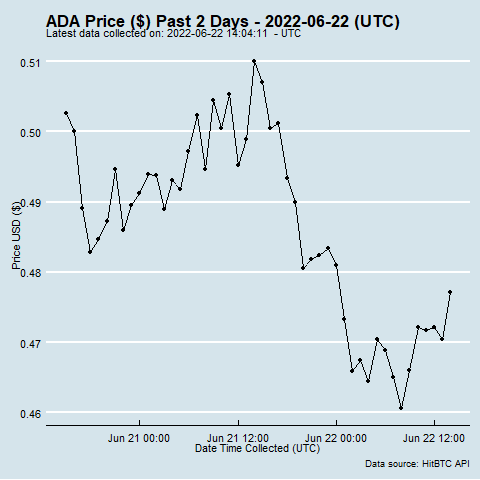 ADA Price ($) Past 2 Days - 2022-06-22 (UTC)
Latest data collected on: 2022-06-22 14:04:11 - UTC
0.51
0.50
0.49
0.48
0.47
0.46
Price USD ($)
Jun 21 00:00 Jun 21 12:00 Jun 22 00:00 Jun 22 12:00
Date Time Collected (UTC)
Data source: HitBTC API